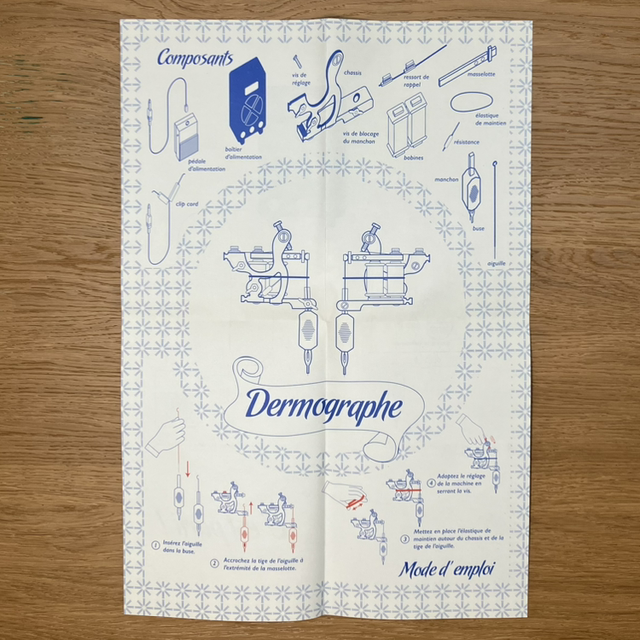 Composants
vis de
réglage
chassis
ressort de
rappel
masselotte
élastique
de maintien
résistance
vis de blocage
du manchon
bobines
boîtier
d'alimentation
pédale
d'alimentation
clip cord
manchon
buse
aiguille
Dermographe
1 Insérez l'aiguille
dans la buse.
2 Accrochez la tige de l'aiguille à
l'extrémité de la masselotte.
3 Mettez en place l'élastique de
maintien autour du chassis et de la
tige de l'aiguille.
4 Adaptez le réglage
de la machine en
serrant la vis.
Mode d'emploi